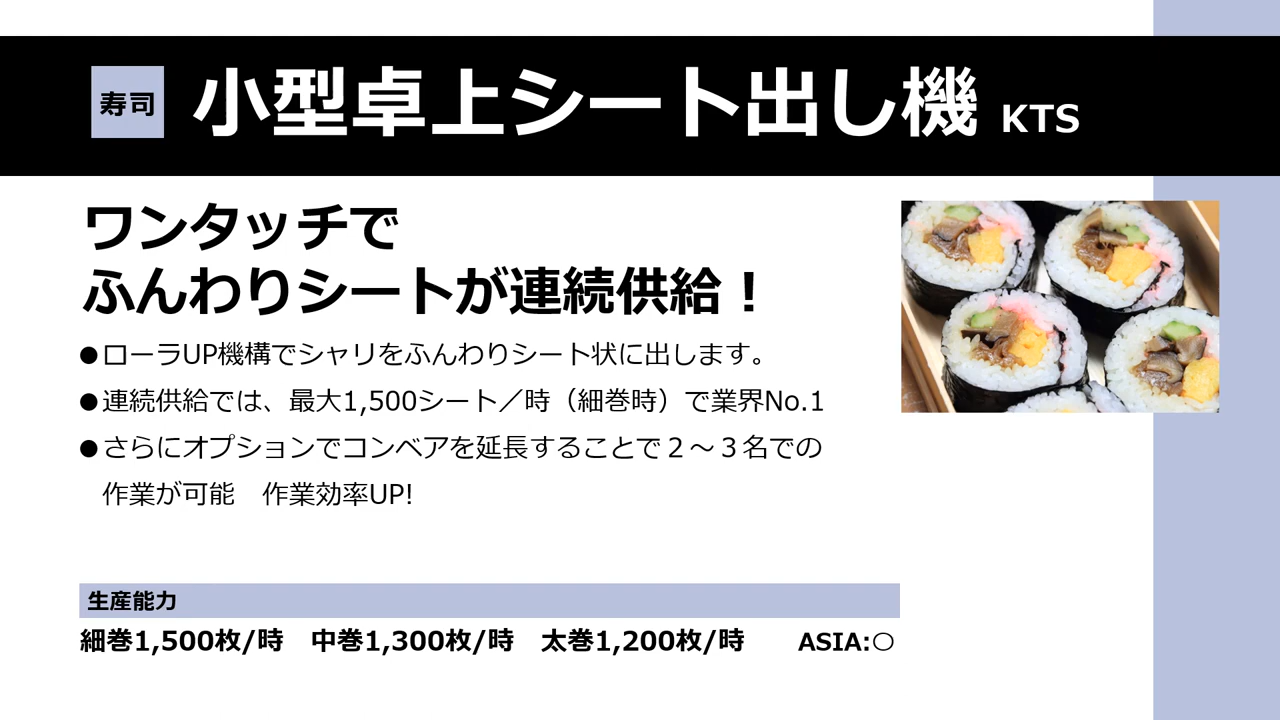 寿司
小型卓上シート出し機 KTS
ワンタッチで
ふんわりシートが連続供給！
●ローラUP機構でシャリをふんわりシート状に出します。
●連続供給では、最大1,500シート／時（細巻時）で業界No.1
●さらにオプションでコンベアを延長することで２～３名での
作業が可能　作業効率UP!
生産能力
細巻1,500枚/時　中巻1,300枚/時　太巻1,200枚/時　　ASIA:○